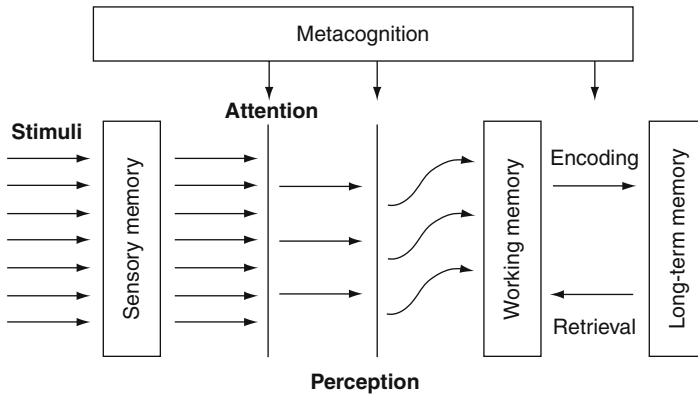 Metacognition
Attention
Stimuli
Sensory memory
Working memory
Encoding
Retrieval
Long-term memory
Perception